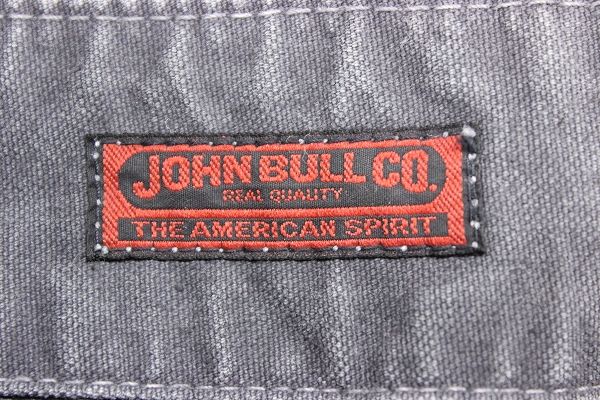 JOHN BULL CO.
REAL QUALITY
THE AMERICAN SPIRIT